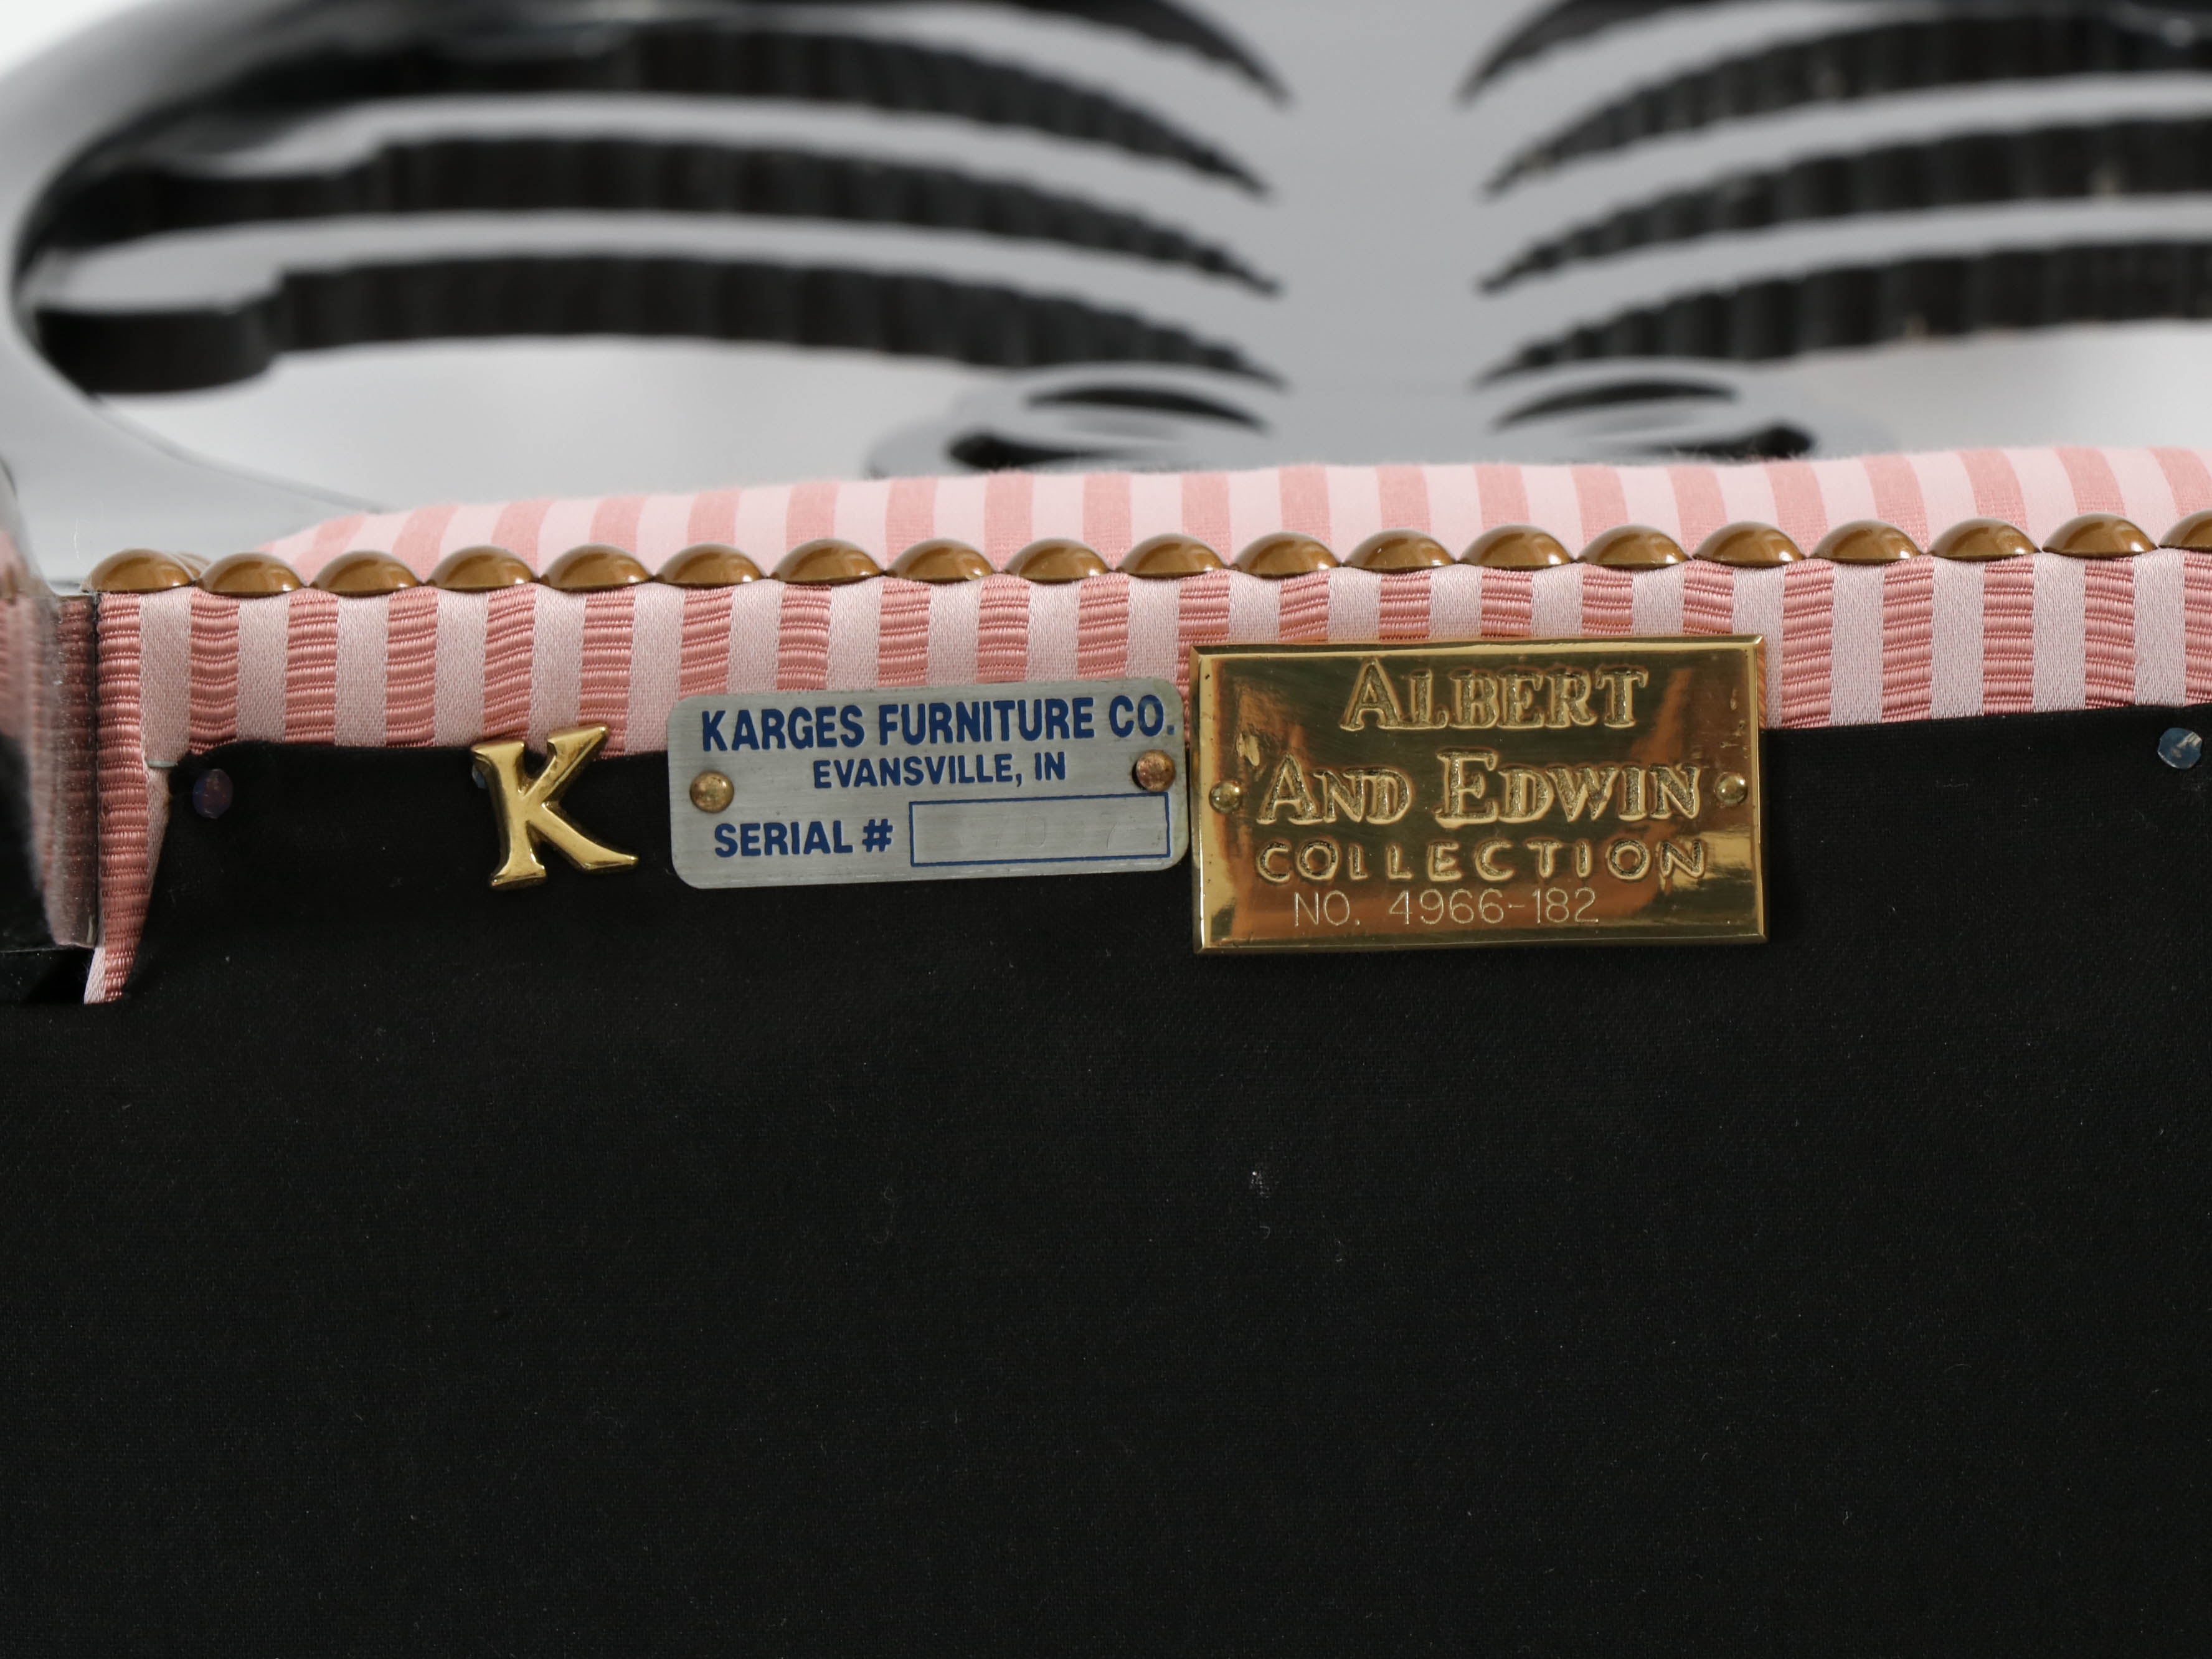 K
KARGES FURNITURE CO.
EVANSVILLE, IN
SERIAL #
ALBERT
AND EDWIN
COLLECTION
NO. 4966-182